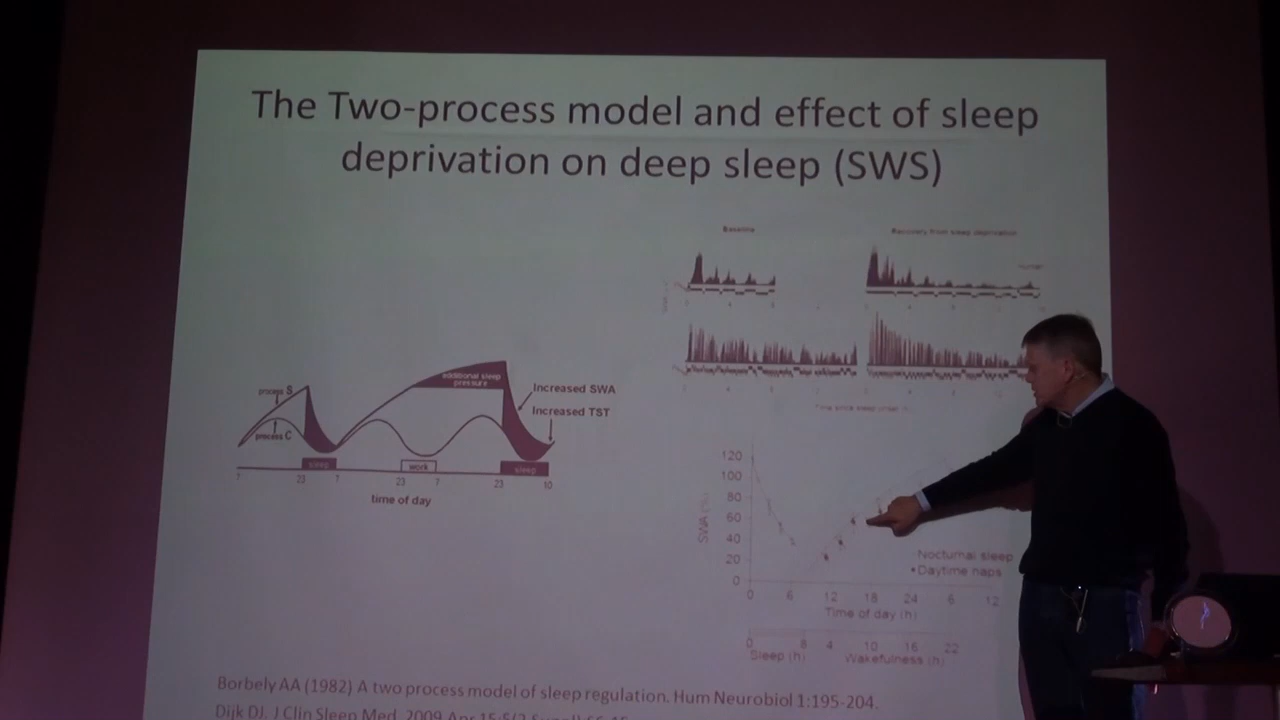 The Two-process model and effect of sleep
deprivation on deep sleep (SWS)
Baseline
Recovery from sleep deprivation
process S
process C
additional sleep
pressure
Increased SWA
Increased TST
sleep
work
sleep
7 23 7 23 7 23 10
time of day
120
100
80
60
40
20
0
SWA (%)
Nocturnal sleep
•Daytime naps
0 6 12 18 24 6 12
Time of day (h)
0 8 4 10 16 22
Sleep (h) Wakefulness (h)
Borbely AA (1982) A two process model of sleep regulation. Hum Neurobiol 1:195-204.
Dijk DJ. J Clin Sleep Med. 2009 Apr